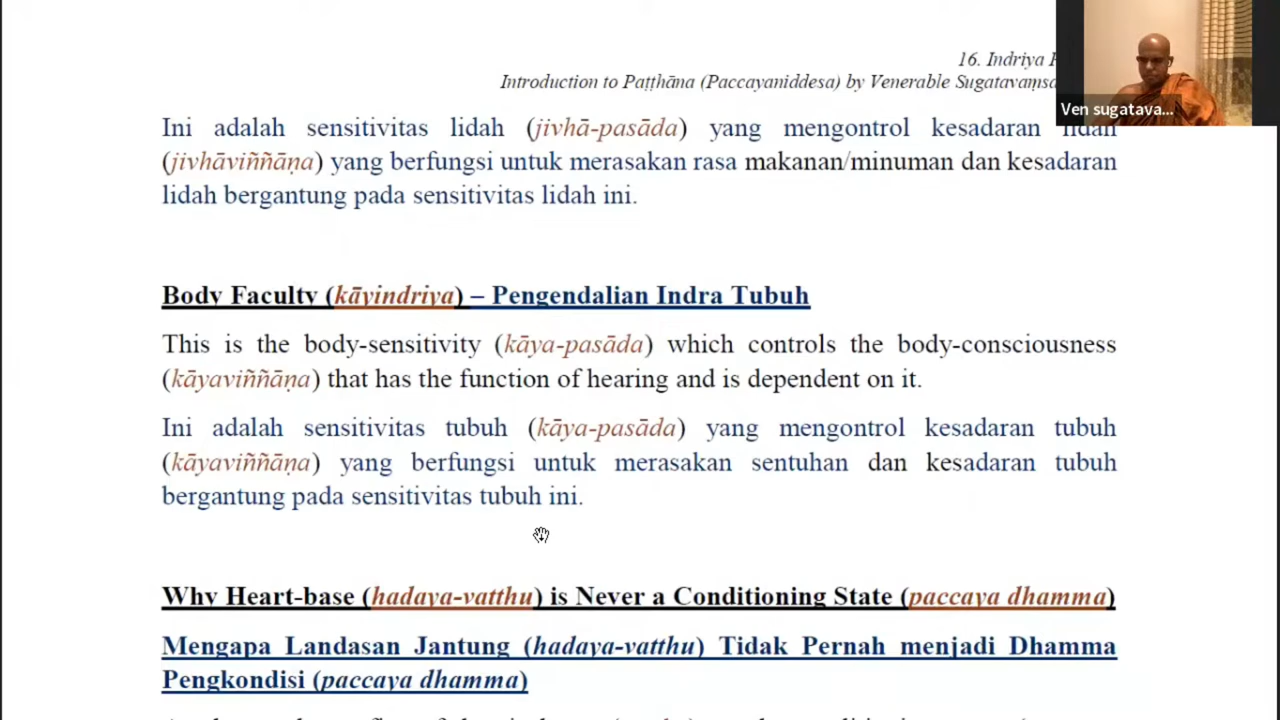 16. Indriya
Introduction to Paṭṭhāna (Paccayaniddesa) by Venerable Sugatavaṃsa
Ven sugatava...
Ini adalah sensitivitas lidah (jivhā-pasāda) yang mengontrol kesadaran lidah
(jivhāviññāṇa) yang berfungsi untuk merasakan rasa makanan/minuman dan kesadaran
lidah bergantung pada sensitivitas lidah ini.
Body Faculty (kāyindriya) – Pengendalian Indra Tubuh
This is the body-sensitivity (kāya-pasāda) which controls the body-consciousness
(kāyaviññāṇa) that has the function of hearing and is dependent on it.
Ini adalah sensitivitas tubuh (kāya-pasāda) yang mengontrol kesadaran tubuh
(kāyaviññāṇa) yang berfungsi untuk merasakan sentuhan dan kesadaran tubuh
bergantung pada sensitivitas tubuh ini.
Why Heart-base (hadaya-vatthu) is Never a Conditioning State (paccaya dhamma)
Mengapa Landasan Jantung (hadaya-vatthu) Tidak Pernah menjadi Dhamma
Pengkondisi (paccaya dhamma)